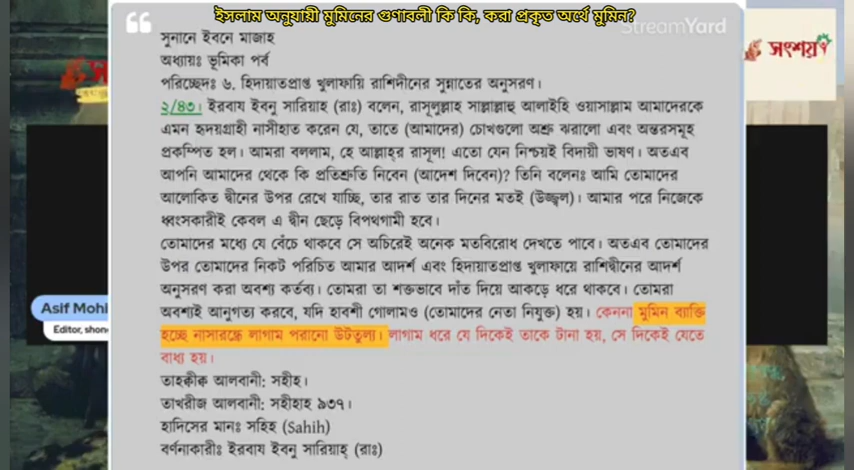 ইসলাম অনুযায়ী মুমিনের গুণাবলী কি কি, কারা প্রকৃত অর্থে মুমিন?
StreamYard
সুনানে ইবনে মাজাহ
অধ্যায়ঃ ভূমিকা পর্ব
পরিচ্ছেদঃ ৬. হিদায়াতপ্রাপ্ত খুলাফায়ি রাশিদীনের সুন্নাতের অনুসরণ।
২/৪৩। ইরবায ইবনু সারিয়াহ (রাঃ) বলেন, রাসূলুল্লাহ সাল্লাল্লাহু আলাইহি ওয়াসাল্লাম আমাদেরকে
এমন হৃদয়গ্রাহী নাসীহাত করেন যে, তাতে (আমাদের) চোখগুলো অশ্রু ঝরালো এবং অন্তরসমূহ
প্রকম্পিত হল। আমরা বললাম, হে আল্লাহ্‌র রাসূল! এতো যেন নিশ্চয়ই বিদায়ী ভাষণ। অতএব
আপনি আমাদের থেকে কি প্রতিশ্রুতি নিবেন (আদেশ দিবেন)? তিনি বলেনঃ আমি তোমাদের
আলোকিত দ্বীনের উপর রেখে যাচ্ছি, তার রাত তার দিনের মতই (উজ্জ্বল)। আমার পরে নিজেকে
ধ্বংসকারীই কেবল এ দ্বীন ছেড়ে বিপথগামী হবে।
তোমাদের মধ্যে যে বেঁচে থাকবে সে অচিরেই অনেক মতবিরোধ দেখতে পাবে। অতএব তোমাদের
উপর তোমাদের নিকট পরিচিত আমার আদর্শ এবং হিদায়াতপ্রাপ্ত খুলাফায়ে রাশিদ্বীনের আদর্শ
অনুসরণ করা অবশ্য কর্তব্য। তোমরা তা শক্তভাবে দাঁত দিয়ে আকড়ে ধরে থাকবে। তোমরা
অবশ্যই আনুগত্য করবে, যদি হাবশী গোলামও (তোমাদের নেতা নিযুক্ত) হয়। কেননা মুমিন ব্যাক্তি
হচ্ছে নাসারন্ধ্রে লাগাম পরানো উটতুল্য। লাগাম ধরে যে দিকেই তাকে টানা হয়, সে দিকেই যেতে
বাধ্য হয়।
তাহক্বীক্ব আলবানী: সহীহ।
তাখরীজ আলবানী: সহীহাহ ৯৩৭।
হাদিসের মানঃ সহিহ (Sahih)
বর্ণনাকারীঃ ইরবায ইবনু সারিয়াহ্ (রাঃ)
Asif Mohi
Editor, shon
সংশয়